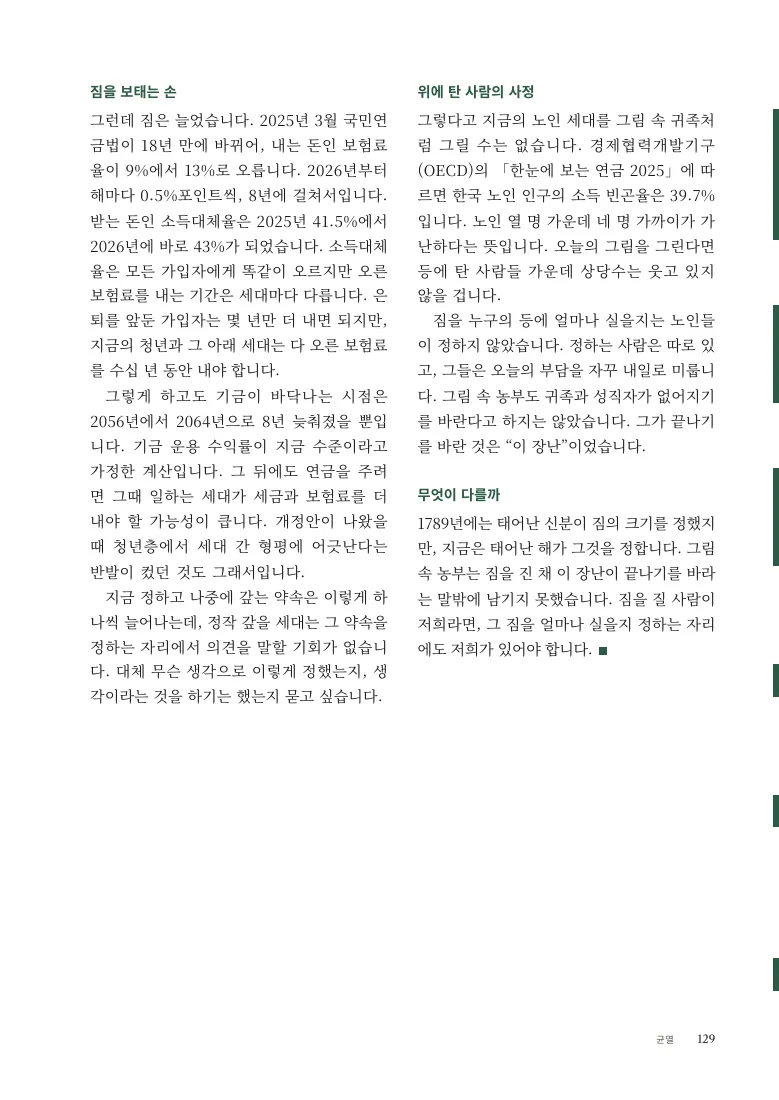 짐을 보태는 손
그런데 짐은 늘었습니다. 2025년 3월 국민연
금법이 18년 만에 바뀌어, 내는 돈인 보험료
율이 9%에서 13%로 오릅니다. 2026년부터
해마다 0.5%포인트씩, 8년에 걸쳐서입니다.
받는 돈인 소득대체율은 2025년 41.5%에서
2026년에 바로 43%가 되었습니다. 소득대체
율은 모든 가입자에게 똑같이 오르지만 오른
보험료를 내는 기간은 세대마다 다릅니다. 은
퇴를 앞둔 가입자는 몇 년만 더 내면 되지만,
지금의 청년과 그 아래 세대는 다 오른 보험료
를 수십 년 동안 내야 합니다.
그렇게 하고도 기금이 바닥나는 시점은
2056년에서 2064년으로 8년 늦춰졌을 뿐입
니다. 기금 운용 수익률이 지금 수준이라고
가정한 계산입니다. 그 뒤에도 연금을 주려
면 그때 일하는 세대가 세금과 보험료를 더
내야 할 가능성이 큽니다. 개정안이 나왔을
때 청년층에서 세대 간 형평에 어긋난다는
반발이 컸던 것도 그래서입니다.
지금 정하고 나중에 갚는 약속은 이렇게 하
나씩 늘어나는데, 정작 갚을 세대는 그 약속을
정하는 자리에서 의견을 말할 기회가 없습니
다. 대체 무슨 생각으로 이렇게 정했는지, 생
각이라는 것을 하기는 했는지 묻고 싶습니다.
위에 탄 사람의 사정
그렇다고 지금의 노인 세대를 그림 속 귀족처
럼 그릴 수는 없습니다. 경제협력개발기구
(OECD)의 「한눈에 보는 연금 2025」에 따
르면 한국 노인 인구의 소득 빈곤율은 39.7%
입니다. 노인 열 명 가운데 네 명 가까이가 가
난하다는 뜻입니다. 오늘의 그림을 그린다면
등에 탄 사람들 가운데 상당수는 웃고 있지
않을 겁니다.
짐을 누구의 등에 얼마나 실을지는 노인들
이 정하지 않았습니다. 정하는 사람은 따로 있
고, 그들은 오늘의 부담을 자꾸 내일로 미룹니
다. 그림 속 농부도 귀족과 성직자가 없어지기
를 바란다고 하지는 않았습니다. 그가 끝나기
를 바란 것은 “이 장난”이었습니다.
무엇이 다를까
1789년에는 태어난 신분이 짐의 크기를 정했지
만, 지금은 태어난 해가 그것을 정합니다. 그림
속 농부는 짐을 진 채 이 장난이 끝나기를 바라
는 말밖에 남기지 못했습니다. 짐을 질 사람이
저희라면, 그 짐을 얼마나 실을지 정하는 자리
에도 저희가 있어야 합니다. ■
균열 129